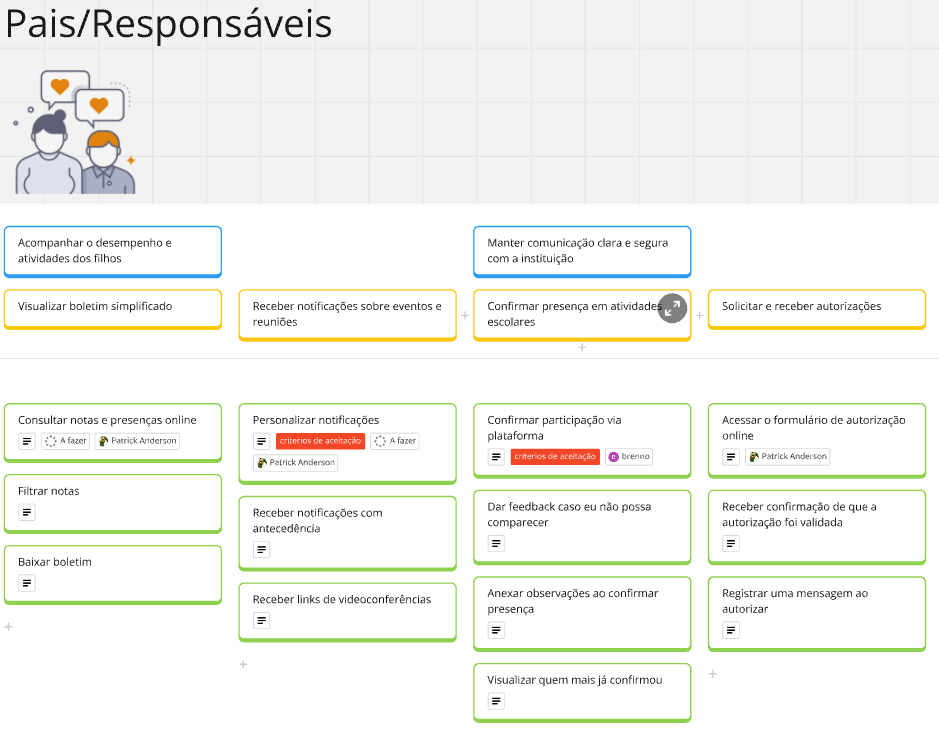 Pais/Responsáveis
Acompanhar o desempenho e
atividades dos filhos
Manter comunicação clara e segura
com a instituição
Visualizar boletim simplificado
Receber notificações sobre eventos e
reuniões
Confirmar presença em atividades
escolares
Solicitar e receber autorizações
Consultar notas e presenças online
A fazer
Patrick Anderson
Filtrar notas
Baixar boletim
Personalizar notificações
critérios de aceitação
A fazer
Patrick Anderson
Receber notificações com
antecedência
Receber links de videoconferências
Confirmar participação via
plataforma
critérios de aceitação
brenno
Dar feedback caso eu não possa
comparecer
Anexar observações ao confirmar
presença
Visualizar quem mais já confirmou
Acessar o formulário de autorização
online
Patrick Anderson
Receber confirmação de que a
autorização foi validada
Registrar uma mensagem ao
autorizar